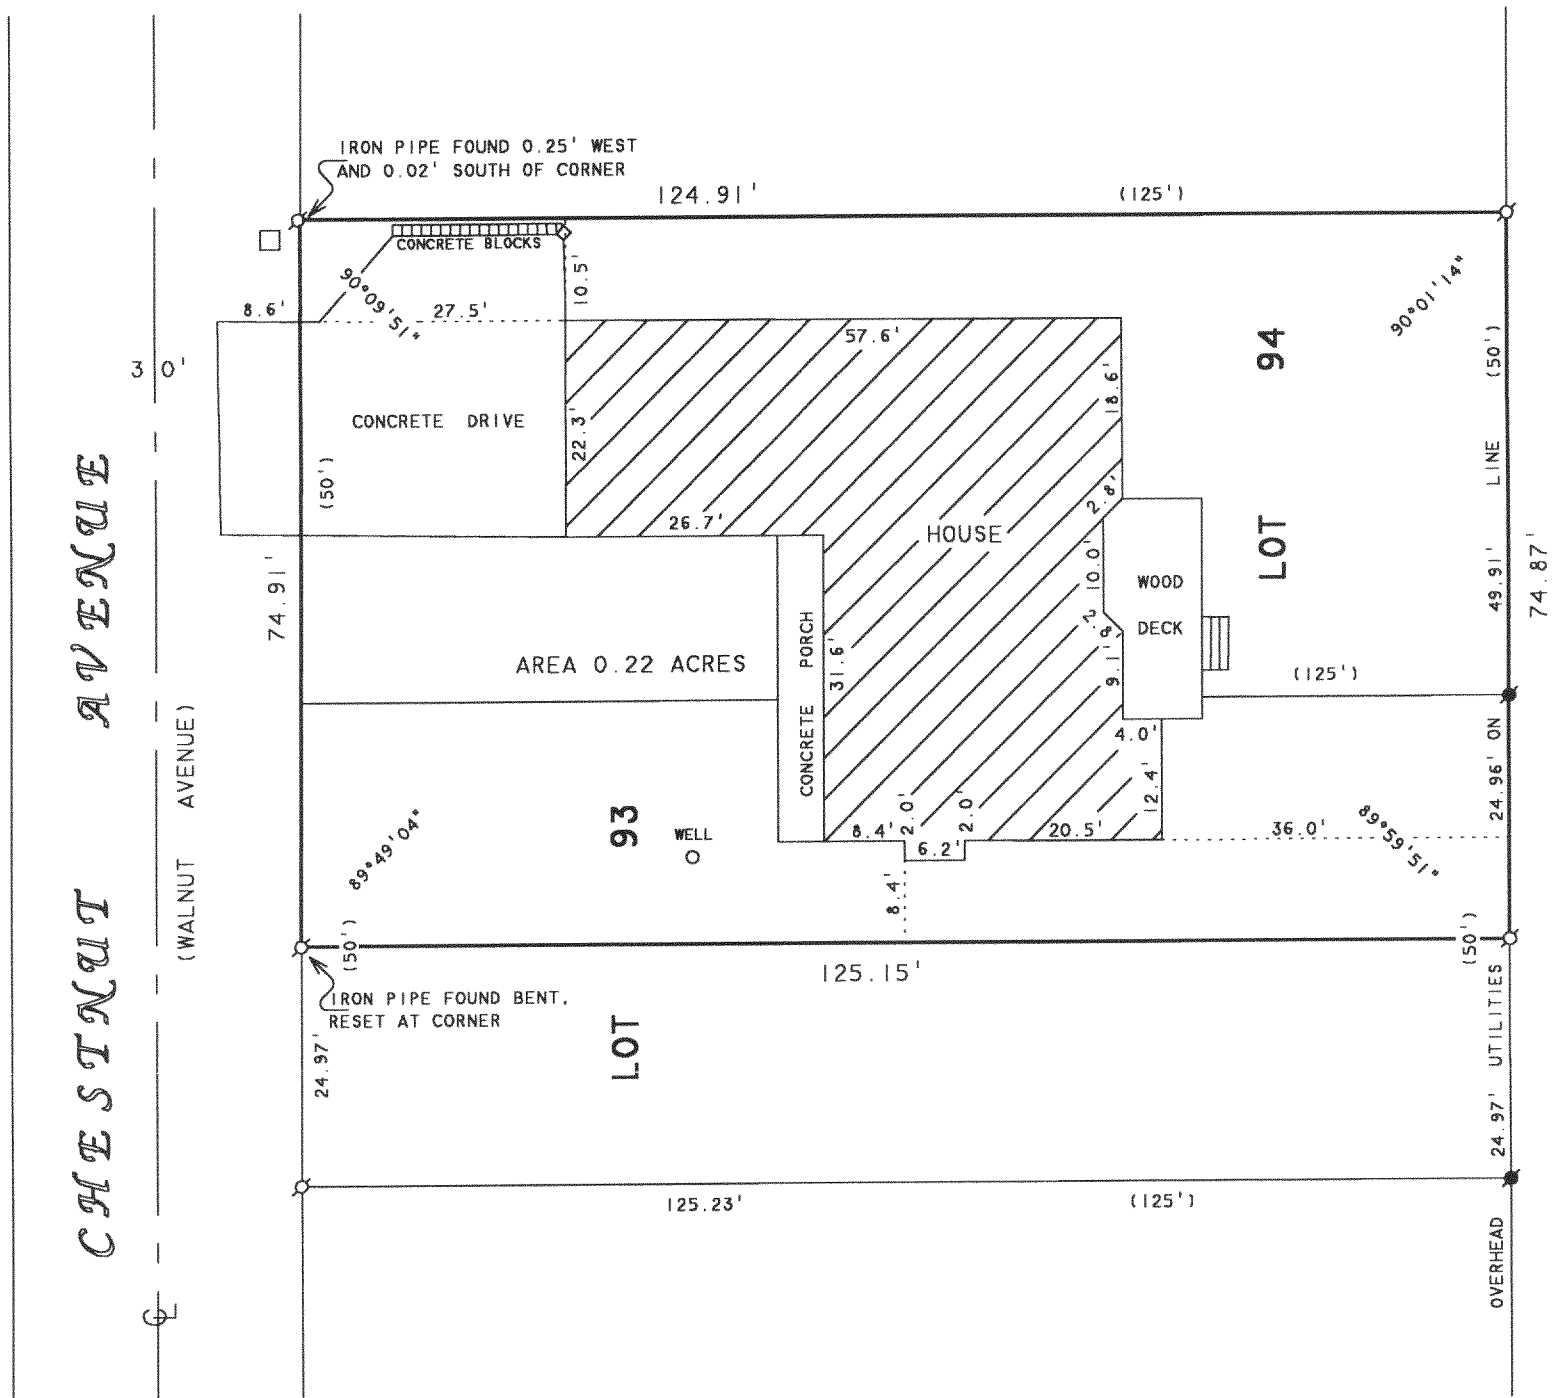 IRON PIPE FOUND 0.25' WEST
AND 0.02' SOUTH OF CORNER
124.91'
(125')
CONCRETE BLOCKS
90°09'51"
90°01'14"
10.5'
8.6'
27.5'
57.6'
30'
CONCRETE DRIVE
22.3'
18.6'
94
LOT
(50')
(50')
26.7'
2.8'
HOUSE
10.0'
WOOD
DECK
2.8'
9.1'
74.91'
49.91'
74.87'
CHESTNUT AVENUE
(WALNUT AVENUE)
AREA 0.22 ACRES
CONCRETE PORCH
31.6'
(125')
4.0'
12.4'
24.96'
93
WELL
8.4'
2.0'
2.0'
6.2'
20.5'
36.0'
89°49'04"
89°59'51"
8.4'
(50')
(50')
125.15'
IRON PIPE FOUND BENT.
RESET AT CORNER
LOT
24.97'
24.97'
OVERHEAD UTILITIES ON LINE
125.23'
(125')
CL